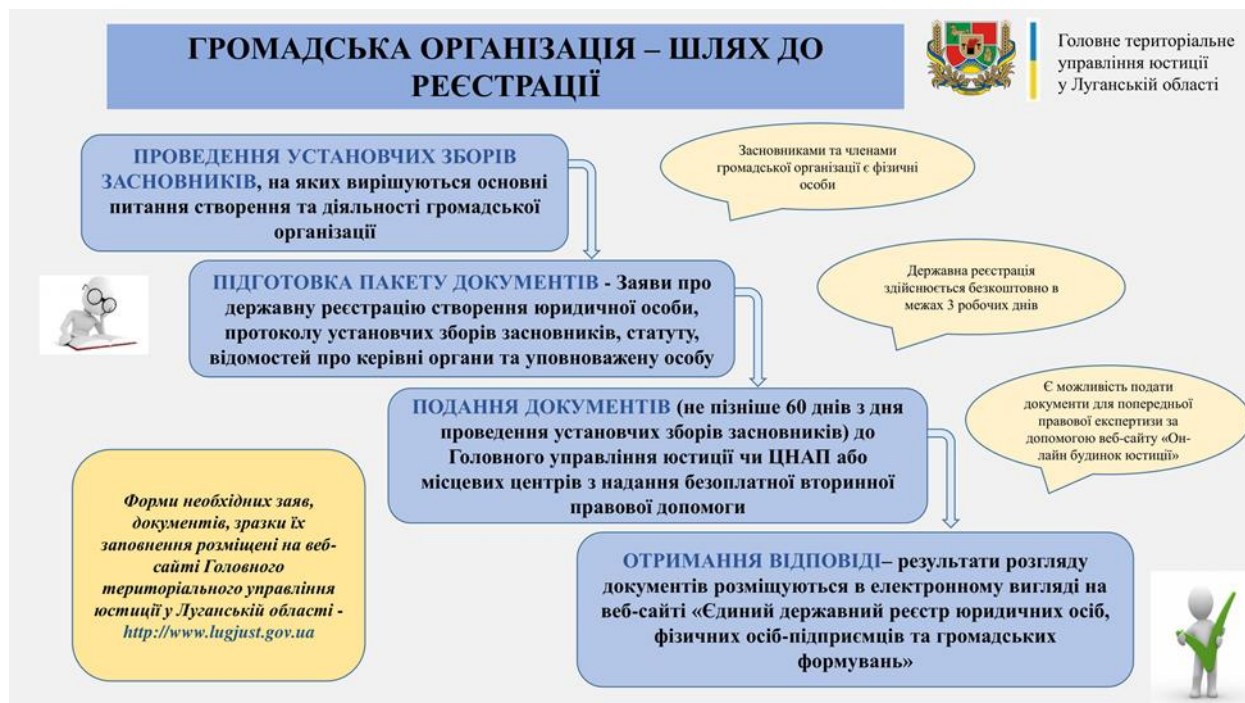 ГРОМАДСЬКА ОРГАНІЗАЦІЯ – ШЛЯХ ДО
РЕЄСТРАЦІЇ
Головне територіальне
управління юстиції
у Луганській області
ПРОВЕДЕННЯ УСТАНОВЧИХ ЗБОРІВ
ЗАСНОВНИКІВ, на яких вирішуються основні
питання створення та діяльності громадської
організації
Засновниками та членами
громадської організації є фізичні
особи
ПІДГОТОВКА ПАКЕТУ ДОКУМЕНТІВ - Заяви про
державну реєстрацію створення юридичної особи,
протоколу установчих зборів засновників, статуту,
відомостей про керівні органи та уповноважену особу
Державна реєстрація
здійснюється безкоштовно в
межах 3 робочих днів
ПОДАННЯ ДОКУМЕНТІВ (не пізніше 60 днів з дня
проведення установчих зборів засновників) до
Головного управління юстиції чи ЦНАП або
місцевих центрів з надання безоплатної вторинної
правової допомоги
Є можливість подати
документи для попередньої
правової експертизи за
допомогою веб-сайту «Он-
лайн будинок юстиції»
Форми необхідних заяв,
документів, зразки їх
заповнення розміщені на веб-
сайті Головного
територіального управління
юстиції у Луганській області -
http://www.lugjust.gov.ua
ОТРИМАННЯ ВІДПОВІДІ– результати розгляду
документів розміщуються в електронному вигляді на
веб-сайті «Єдиний державний реєстр юридичних осіб,
фізичних осіб-підприємців та громадських
формувань»